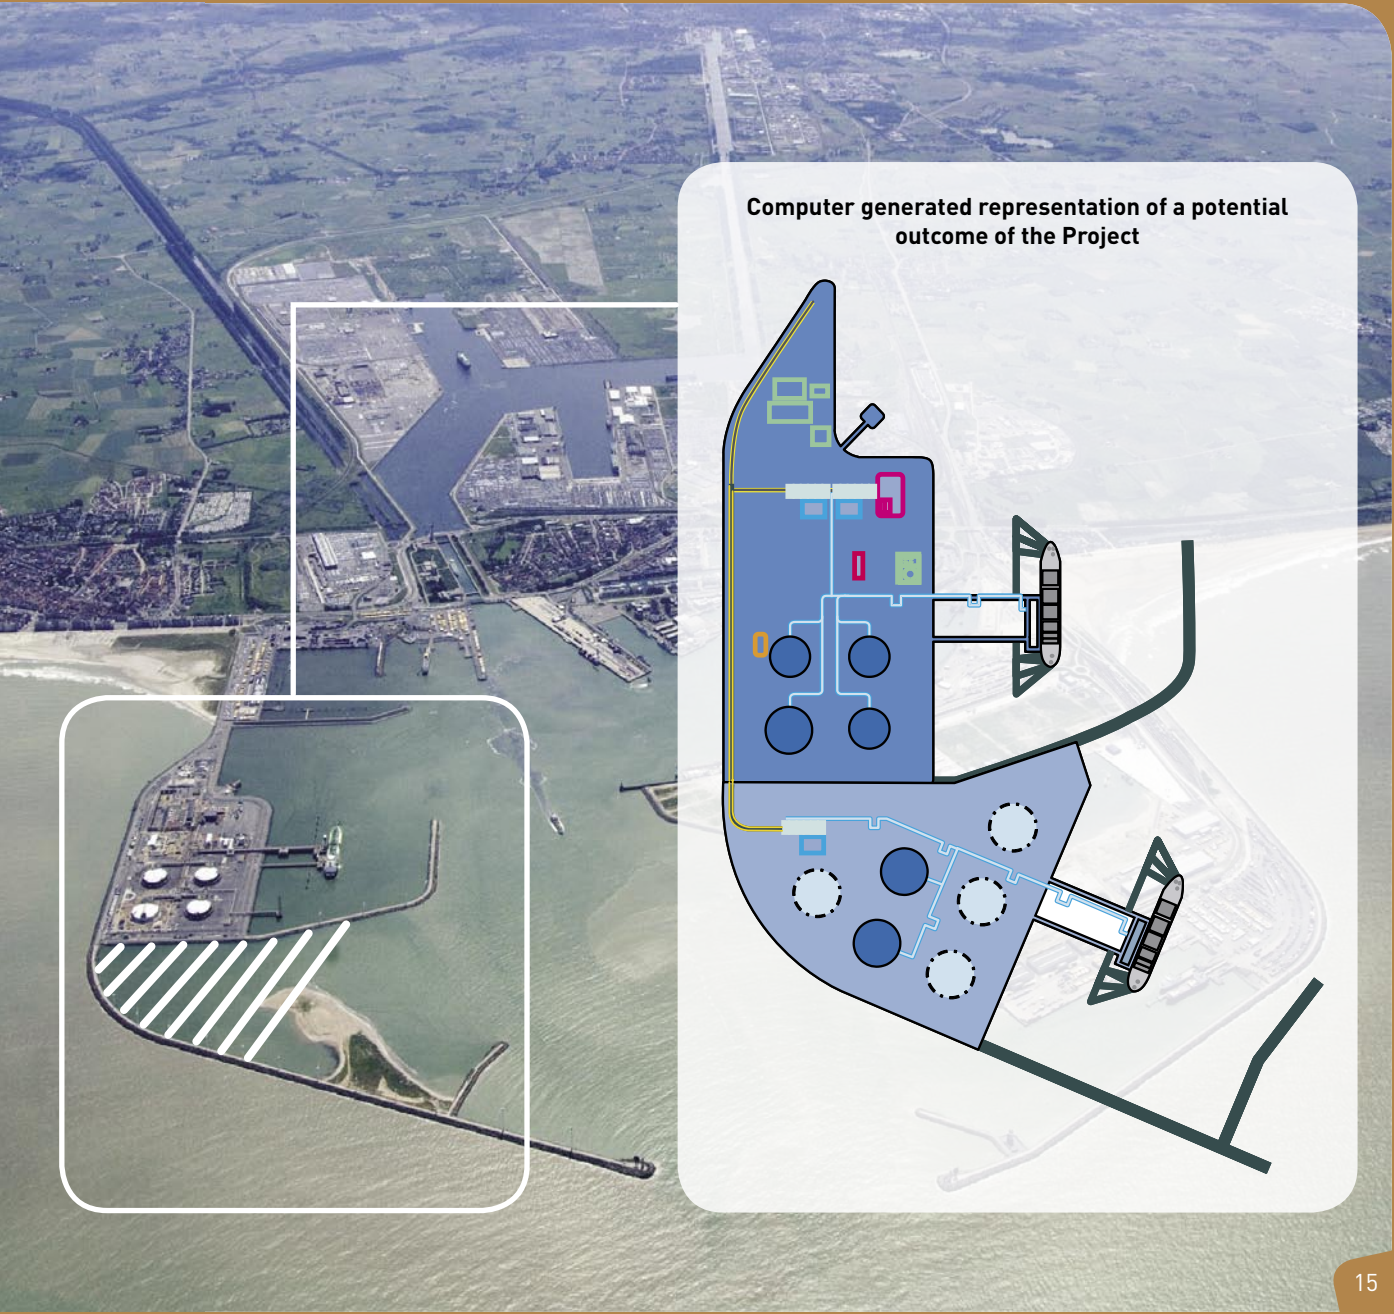 Computer generated representation of a potential
outcome of the Project
15